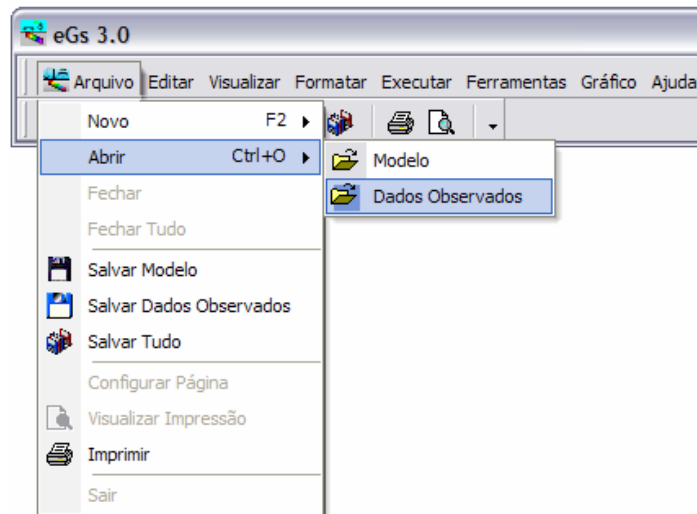 eGs 3.0
Arquivo Editar Visualizar Formatar Executar Ferramentas Gráfico Ajuda
Novo F2
Abrir Ctrl+O
Modelo
Dados Observados
Fechar
Fechar Tudo
Salvar Modelo
Salvar Dados Observados
Salvar Tudo
Configurar Página
Visualizar Impressão
Imprimir
Sair